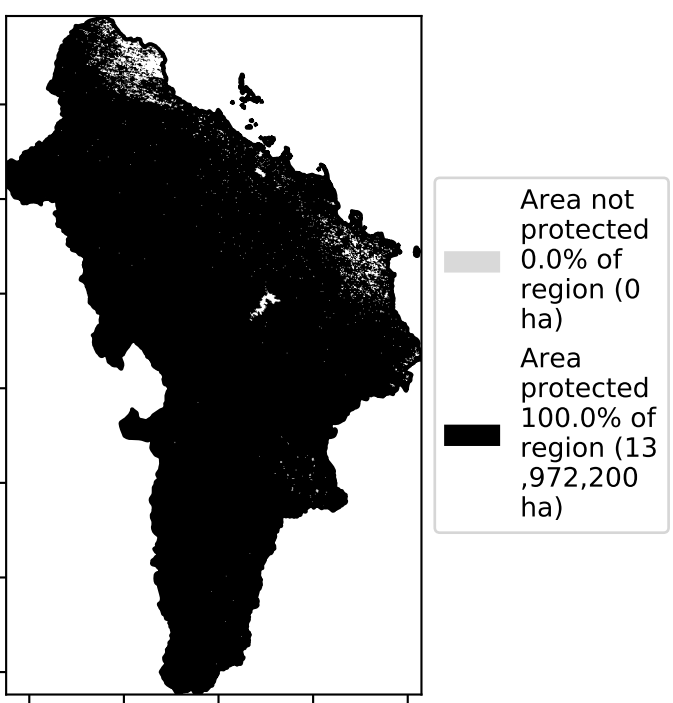 Area not
protected
0.0% of
region (0
ha)
Area
protected
100.0% of
region (13
,972,200
ha)